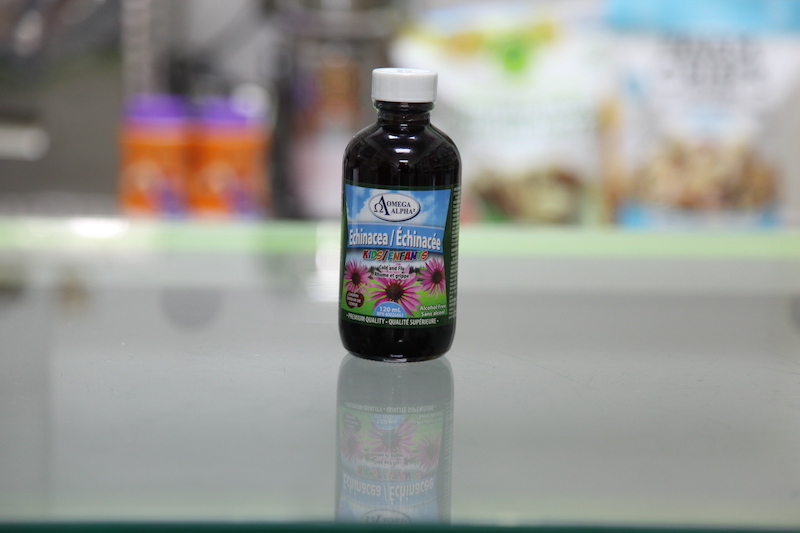 OMEGA
ALPHA
Echinacea / Échinacée
KIDS/ENFANTS
Cold and Flu
Rhume et grippe
Alcohol Free
Sans alcool
120 mL
• PREMIUM QUALITY • QUALITÉ SUPÉRIEURE •